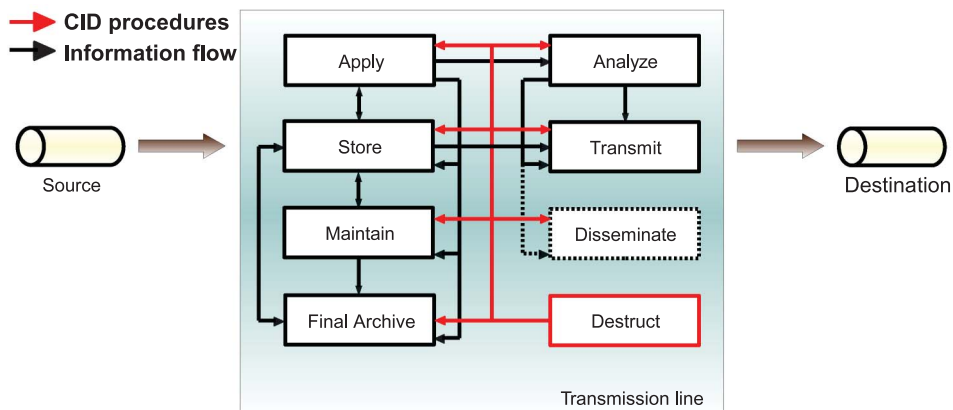 CID procedures
Information flow
Apply
Analyze
Store
Transmit
Source
Destination
Maintain
Disseminate
Final Archive
Destruct
Transmission line